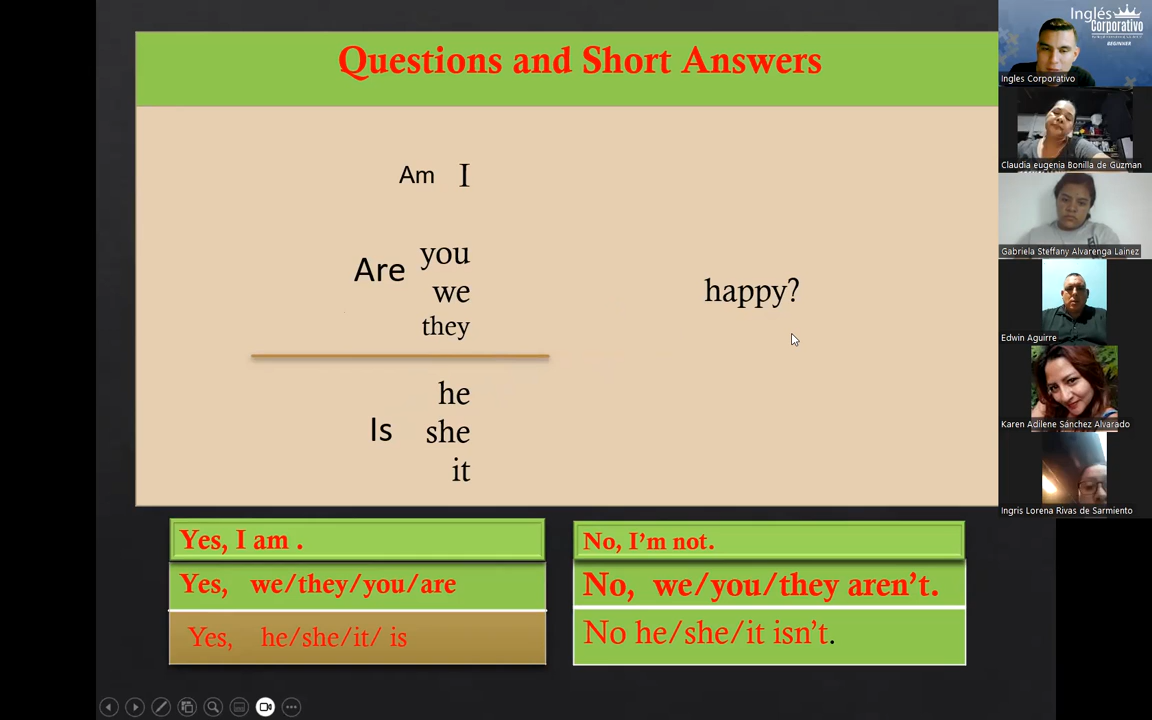 Questions and Short Answers
Am I
you
Are
we
they
happy?
he
Is she
it
Yes, I am .
Yes, we/they/you/are
Yes, he/she/it/ is
No, I'm not.
No, we/you/they aren't.
No he/she/it isn't.
Inglés
Corporativo
BEGINNER
Ingles Corporativo
Claudia eugenia Bonilla de Guzman
Gabriela Steffany Alvarenga Lainez
Edwin Aguirre
Karen Adilene Sánchez Alvarado
Ingris Lorena Rivas de Sarmiento